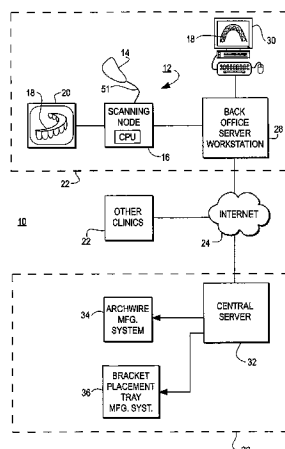 18
30
14
12
18
20
51
SCANNING
NODE
CPU
16
BACK
OFFICE
SERVER
WORKSTATION
28
22
10
OTHER
CLINICS
22
INTERNET
24
34
ARCHWIRE
MFG.
SYSTEM
CENTRAL
SERVER
32
36
BRACKET
PLACEMENT
TRAY
MFG. SYST.